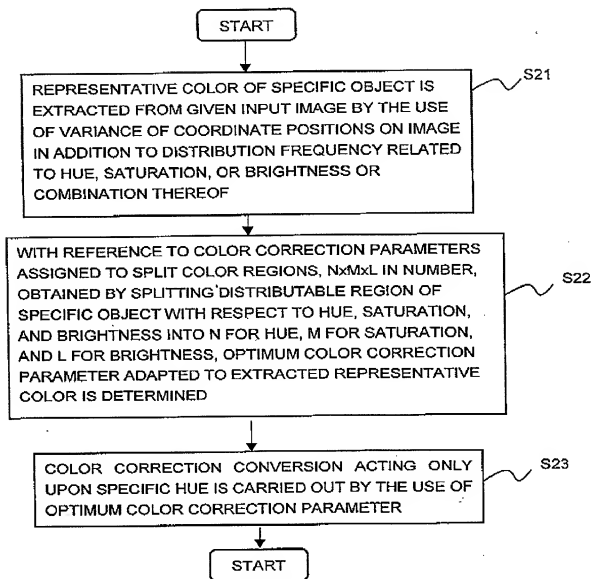 START
REPRESENTATIVE COLOR OF SPECIFIC OBJECT IS
EXTRACTED FROM GIVEN INPUT IMAGE BY THE USE
OF VARIANCE OF COORDINATE POSITIONS ON IMAGE
IN ADDITION TO DISTRIBUTION FREQUENCY RELATED
TO HUE, SATURATION, OR BRIGHTNESS OR
COMBINATION THEREOF
S21
WITH REFERENCE TO COLOR CORRECTION PARAMETERS
ASSIGNED TO SPLIT COLOR REGIONS, NxMxL IN NUMBER,
OBTAINED BY SPLITTING DISTRIBUTABLE REGION OF
SPECIFIC OBJECT WITH RESPECT TO HUE, SATURATION,
AND BRIGHTNESS INTO N FOR HUE, M FOR SATURATION,
AND L FOR BRIGHTNESS, OPTIMUM COLOR CORRECTION
PARAMETER ADAPTED TO EXTRACTED REPRESENTATIVE
COLOR IS DETERMINED
S22
COLOR CORRECTION CONVERSION ACTING ONLY
UPON SPECIFIC HUE IS CARRIED OUT BY THE USE OF
OPTIMUM COLOR CORRECTION PARAMETER
S23
START